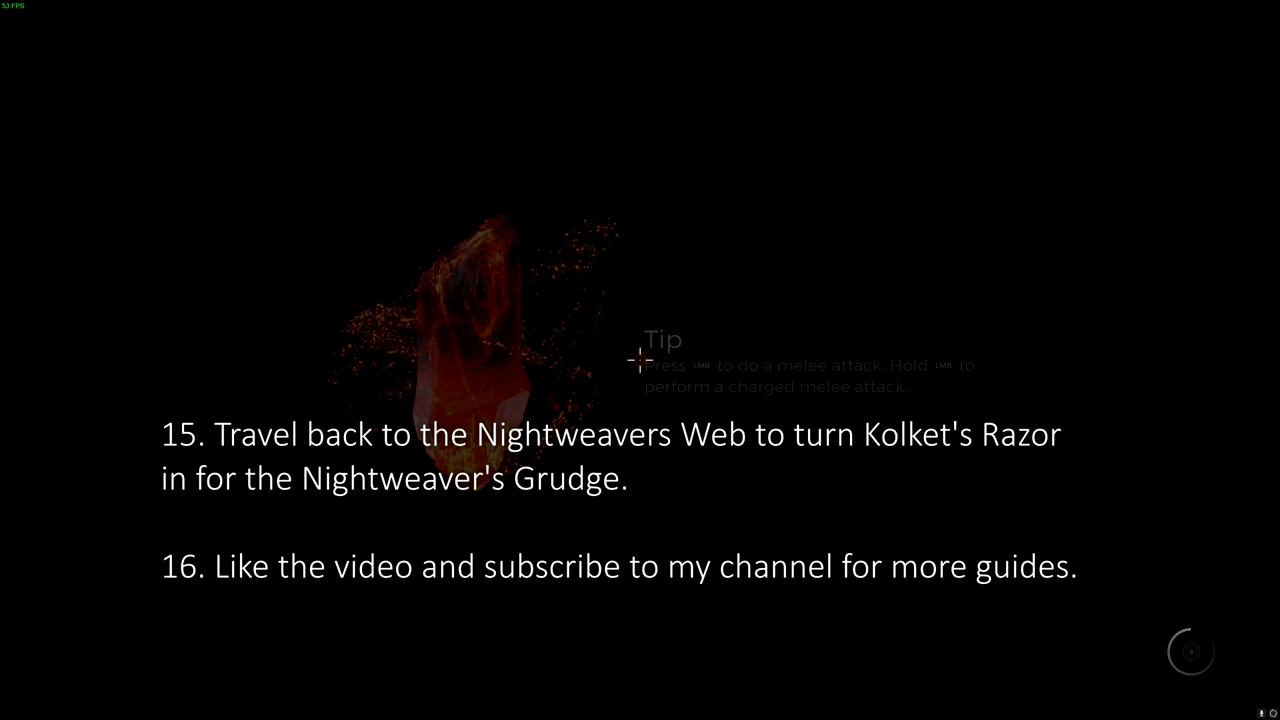 53 FPS
Tip
Press LMB to do a melee attack. Hold LMB to
perform a charged melee attack.
15. Travel back to the Nightweavers Web to turn Kolket's Razor
in for the Nightweaver's Grudge.
16. Like the video and subscribe to my channel for more guides.